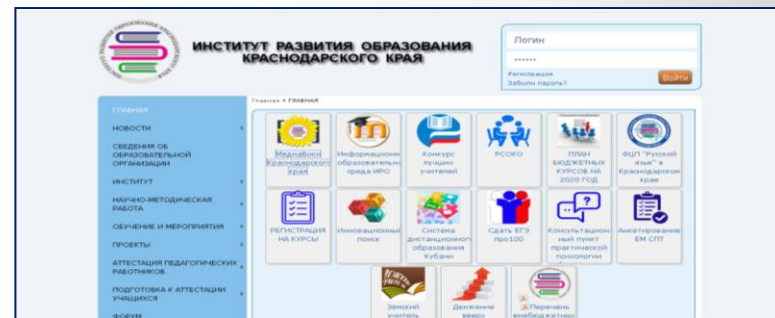 ИНСТИТУТ РАЗВИТИЯ ОБРАЗОВАНИЯ
КРАСНОДАРСКОГО КРАЯ
Логин
••••••
Регистрация
Забыли пароль?
Войти
Главная » ГЛАВНАЯ
ГЛАВНАЯ
НОВОСТИ
СВЕДЕНИЯ ОБ
ОБРАЗОВАТЕЛЬНОЙ
ОРГАНИЗАЦИИ
ИНСТИТУТ
НАУЧНО-МЕТОДИЧЕСКАЯ
РАБОТА
ОБУЧЕНИЕ И МЕРОПРИЯТИЯ
ПРОЕКТЫ
АТТЕСТАЦИЯ ПЕДАГОГИЧЕСКИХ
РАБОТНИКОВ
ПОДГОТОВКА К АТТЕСТАЦИИ
УЧАЩИХСЯ
ФОРУМ
Медиабанк
Краснодарского
края
Информационн
образовательн
среда ИРО
Конкурс
лучших
учителей
РСОКО
ПЛАН
БЮДЖЕТНЫХ
КУРСОВ НА
2020 ГОД
ФЦП "Русский
язык" в
Краснодарском
крае
РЕГИСТРАЦИЯ
НА КУРСЫ
Инновационный
поиск
Система
дистанционного
образования
Кубани
Сдать ЕГЭ
про100
Консультацион
ный пункт
практической
психологии
Анкетирование
ЕМ СПТ
Земский
учитель
Движение
вверх
Перечень
внебюджетных